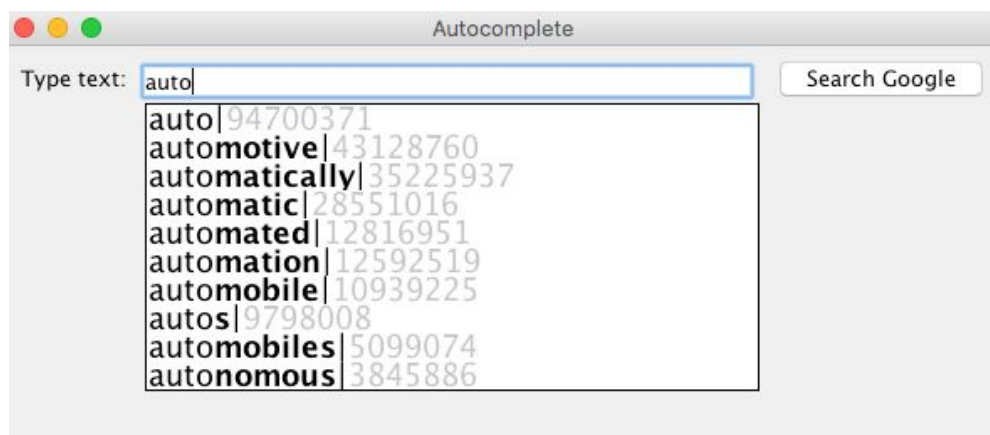 Autocomplete
Type text: auto Search Google
auto|94700371
automotive|43128760
automatically|35225937
automatic|28551016
automated|12816951
automation|12592519
automobile|10939225
autos|9798008
automobiles|5099074
autonomous|3845886